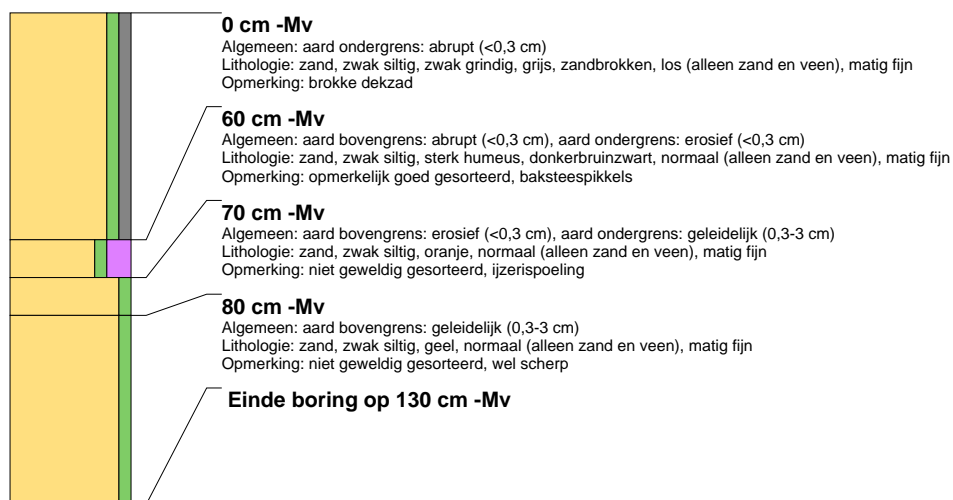 0 cm -Mv
Algemeen: aard ondergrens: abrupt (<0,3 cm)
Lithologie: zand, zwak siltig, zwak grindig, grijs, zandbrokken, los (alleen zand en veen), matig fijn
Opmerking: brokke dekzad
60 cm -Mv
Algemeen: aard bovengrens: abrupt (<0,3 cm), aard ondergrens: erosief (<0,3 cm)
Lithologie: zand, zwak siltig, sterk humeus, donkerbruinzwart, normaal (alleen zand en veen), matig fijn
Opmerking: opmerkelijk goed gesorteerd, baksteespikkels
70 cm -Mv
Algemeen: aard bovengrens: erosief (<0,3 cm), aard ondergrens: geleidelijk (0,3-3 cm)
Lithologie: zand, zwak siltig, oranje, normaal (alleen zand en veen), matig fijn
Opmerking: niet geweldig gesorteerd, ijzerispoeling
80 cm -Mv
Algemeen: aard bovengrens: geleidelijk (0,3-3 cm)
Lithologie: zand, zwak siltig, geel, normaal (alleen zand en veen), matig fijn
Opmerking: niet geweldig gesorteerd, wel scherp
Einde boring op 130 cm -Mv